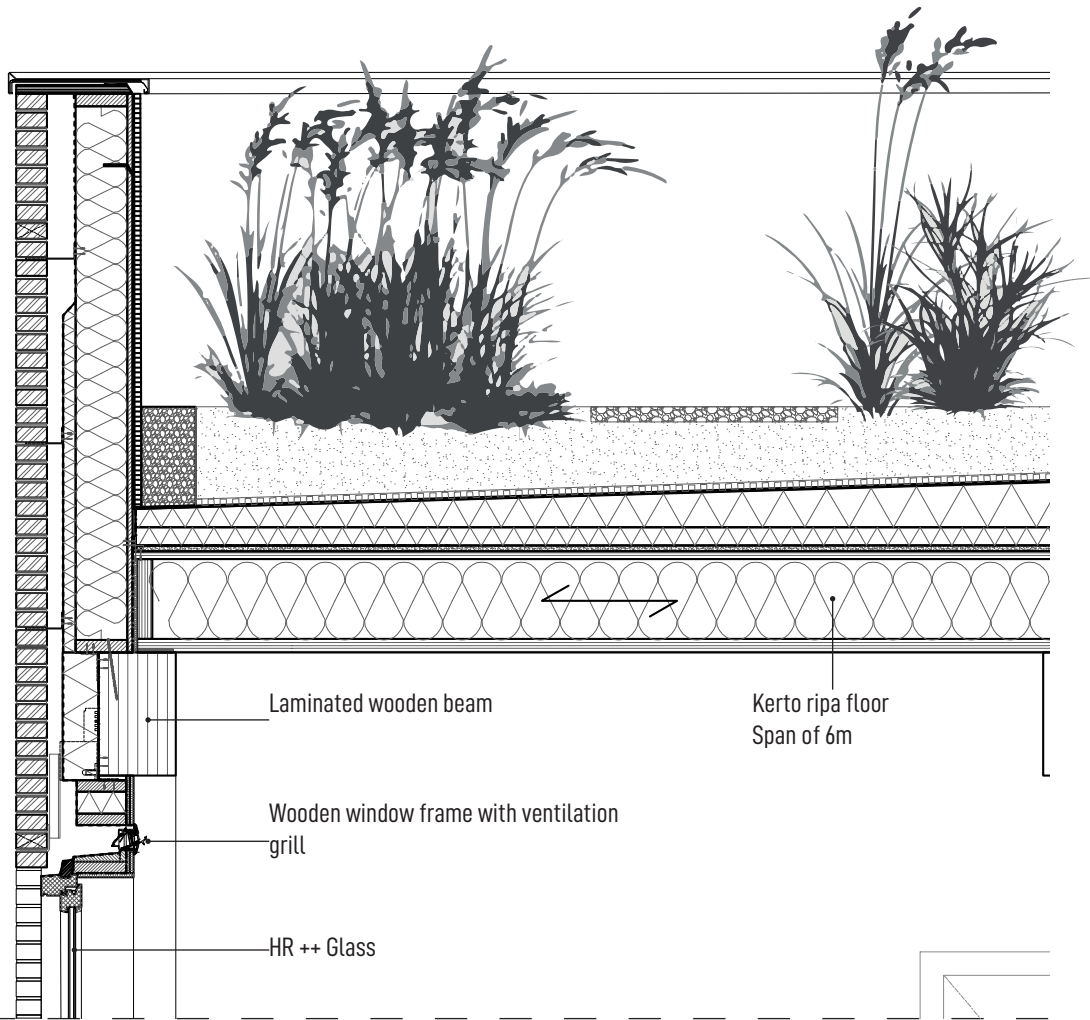 Laminated wooden beam
Kerto ripa floor
Span of 6m
Wooden window frame with ventilation
grill
HR ++ Glass